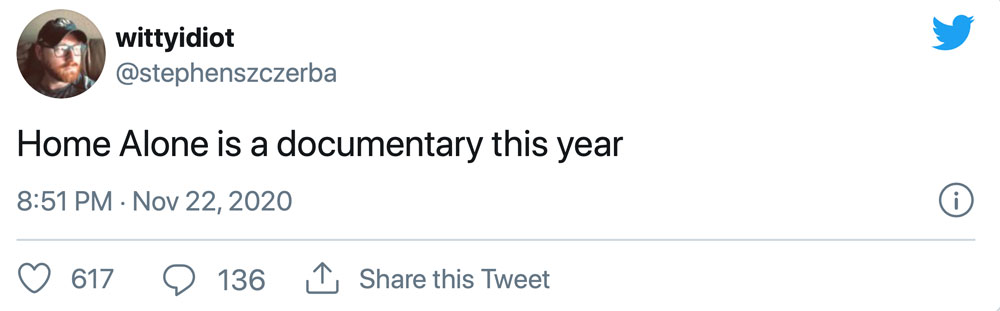 wittyidiot
@stephenszczerba
Home Alone is a documentary this year
8:51 PM · Nov 22, 2020
617 136 Share this Tweet